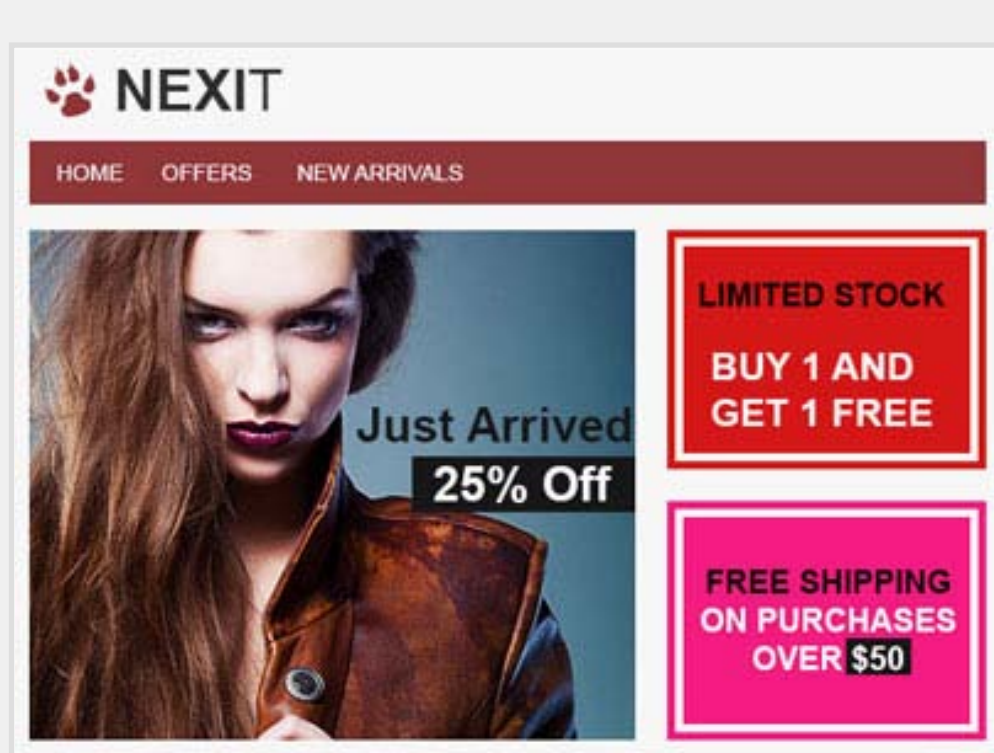 NEXIT
HOME OFFERS NEW ARRIVALS
Just Arrived
25% Off
LIMITED STOCK
BUY 1 AND
GET 1 FREE
FREE SHIPPING
ON PURCHASES
OVER $50